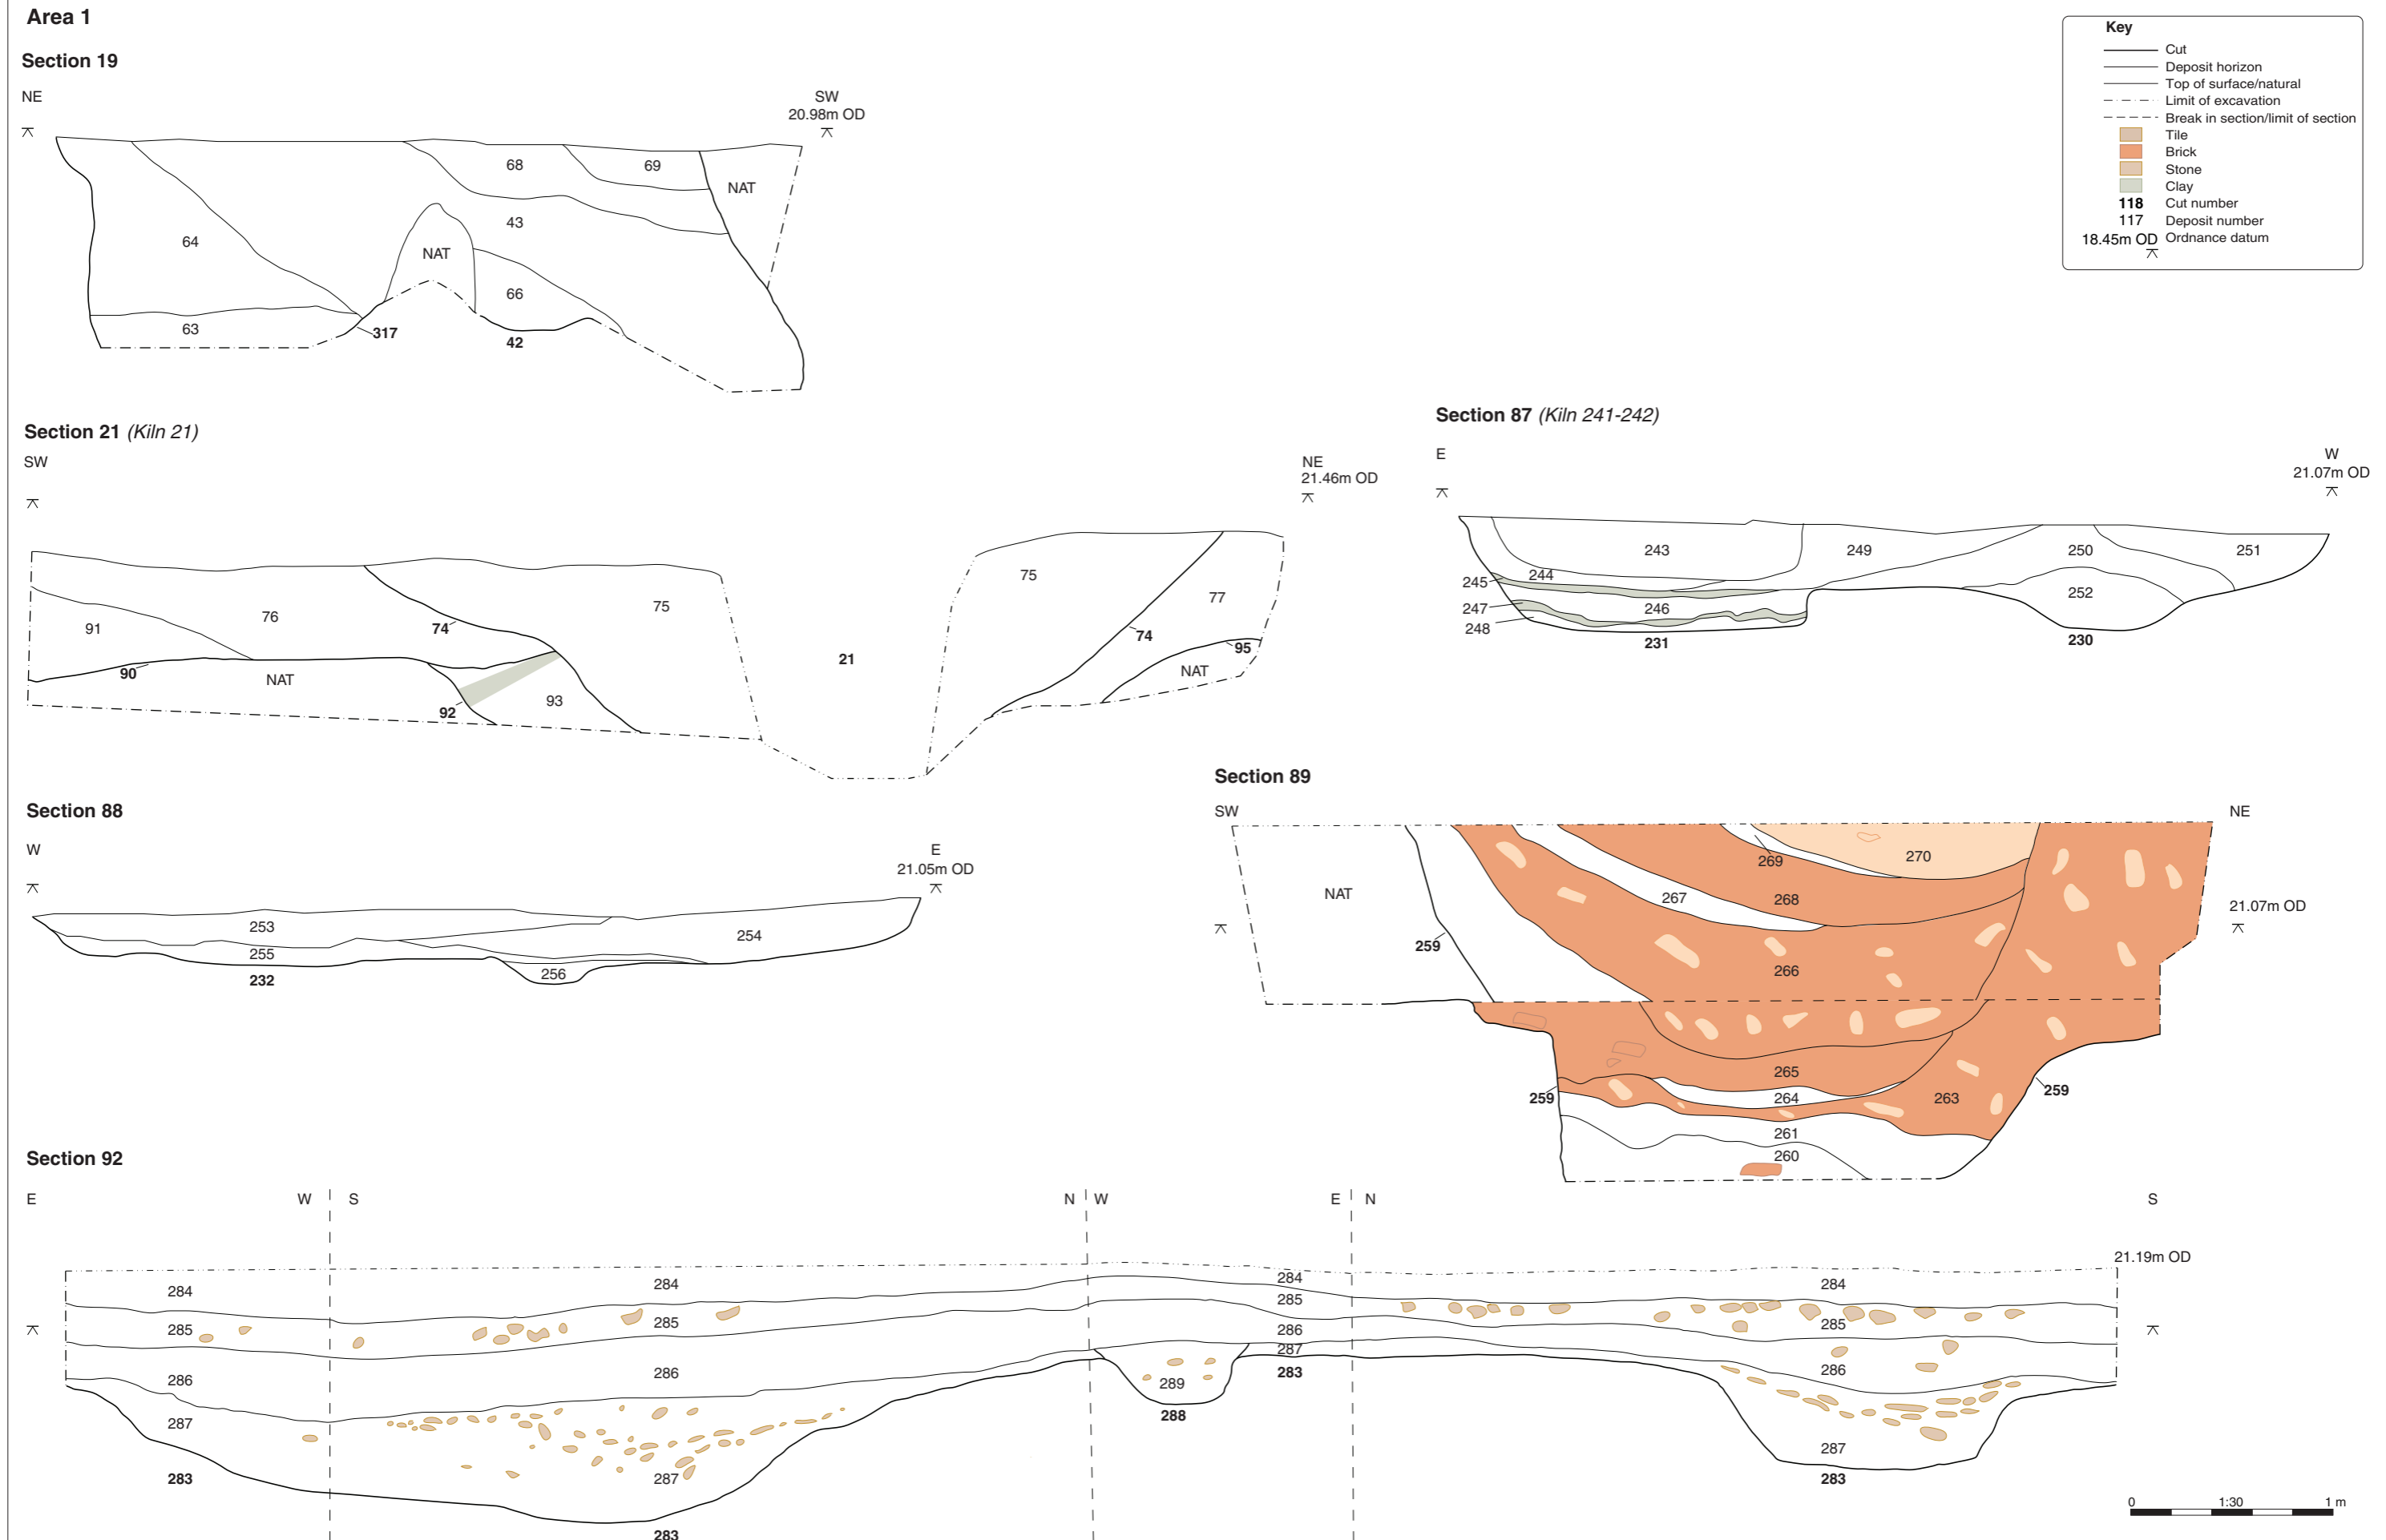 Area 1
Section 19
NE
SW
20.98m OD
68
69
NAT
43
64
NAT
66
63
317
42
Key
Cut
Deposit horizon
Top of surface/natural
Limit of excavation
Break in section/limit of section
Tile
Brick
Stone
Clay
118 Cut number
117 Deposit number
18.45m OD Ordnance datum
Section 21 (Kiln 21)
SW
NE
21.46m OD
75
77
75
76
91
74
74
95
21
90
NAT
NAT
92
93
Section 87 (Kiln 241-242)
E
W
21.07m OD
243
249
250
251
245
244
252
247
246
248
231
230
Section 88
W
E
21.05m OD
253
254
255
256
232
Section 89
SW
NE
270
269
NAT
267
268
21.07m OD
259
266
265
259
264
263
259
261
260
Section 92
E
W
S
N
W
E
N
S
21.19m OD
284
284
284
284
285
285
285
285
286
286
286
286
287
287
287
287
289
283
288
283
283
283
0
1:30
1 m